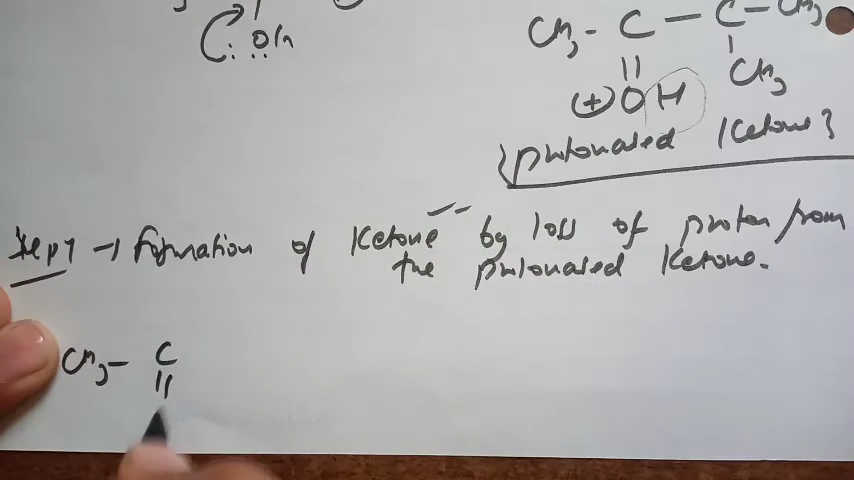 :ÖH
CH3 - C — C — CH3
||
CH3
(+) OH
{protonated ketone}
Step 7 → Formation of Ketone by loss of proton from
the protonated Ketone.
CH3 - C
||